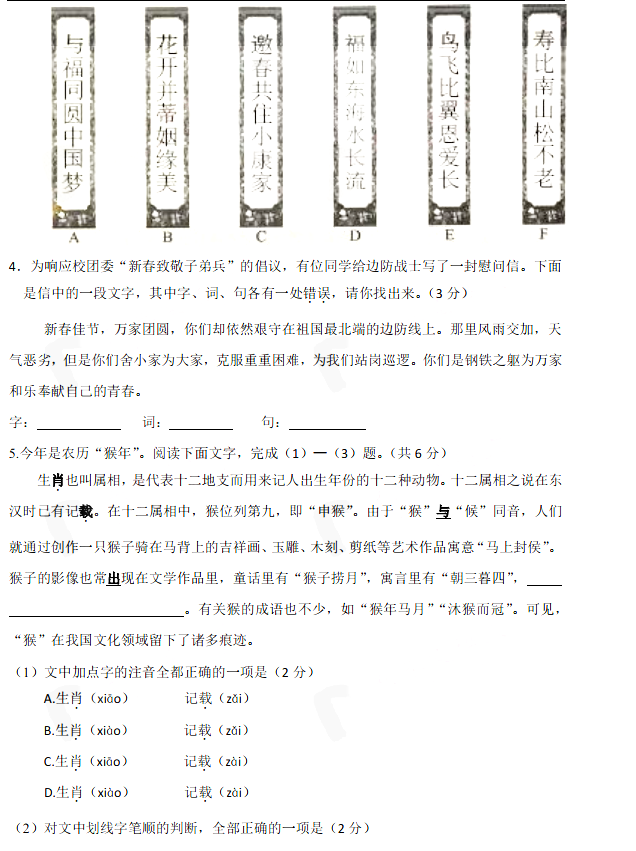 与福同圆中国梦
花开并蒂姻缘美
邀春共住小康家
福如东海水长流
鸟飞比翼恩爱长
寿比南山松不老
A B C D E F
4. 为响应校团委“新春致敬子弟兵”的倡议，有位同学给边防战士写了一封慰问信。下面
是信中的一段文字，其中字、词、句各有一处错误，请你找出来。（3 分）
新春佳节，万家团圆，你们却依然艰守在祖国最北端的边防线上。那里风雨交加，天
气恶劣，但是你们舍小家为大家，克服重重困难，为我们站岗巡逻。你们是钢铁之躯为万家
和乐奉献自己的青春。
字：____________ 词：_________ 句：___________
5.今年是农历“猴年”。阅读下面文字，完成（1）一（3）题。（共 6 分）
生肖也叫属相，是代表十二地支而用来记人出生年份的十二种动物。十二属相之说在东
汉时已有记载。在十二属相中，猴位列第九，即“申猴”。由于“猴”与“候”同音，人们
就通过创作一只猴子骑在马背上的吉祥画、玉雕、木刻、剪纸等艺术作品寓意“马上封侯”。
猴子的影像也常出现在文学作品里，童话里有“猴子捞月”，寓言里有“朝三暮四”，_____
_________________________。有关猴的成语也不少，如“猴年马月”“沐猴而冠”。可见，
“猴”在我国文化领域留下了诸多痕迹。
（1）文中加点字的注音全都正确的一项是（2 分）
A.生肖（xiǎo） 记载（zǎi）
B.生肖（xiào） 记载（zǎi）
C.生肖（xiǎo） 记载（zài）
D.生肖（xiào） 记载（zài）
（2）对文中划线字笔顺的判断，全部正确的一项是（2 分）